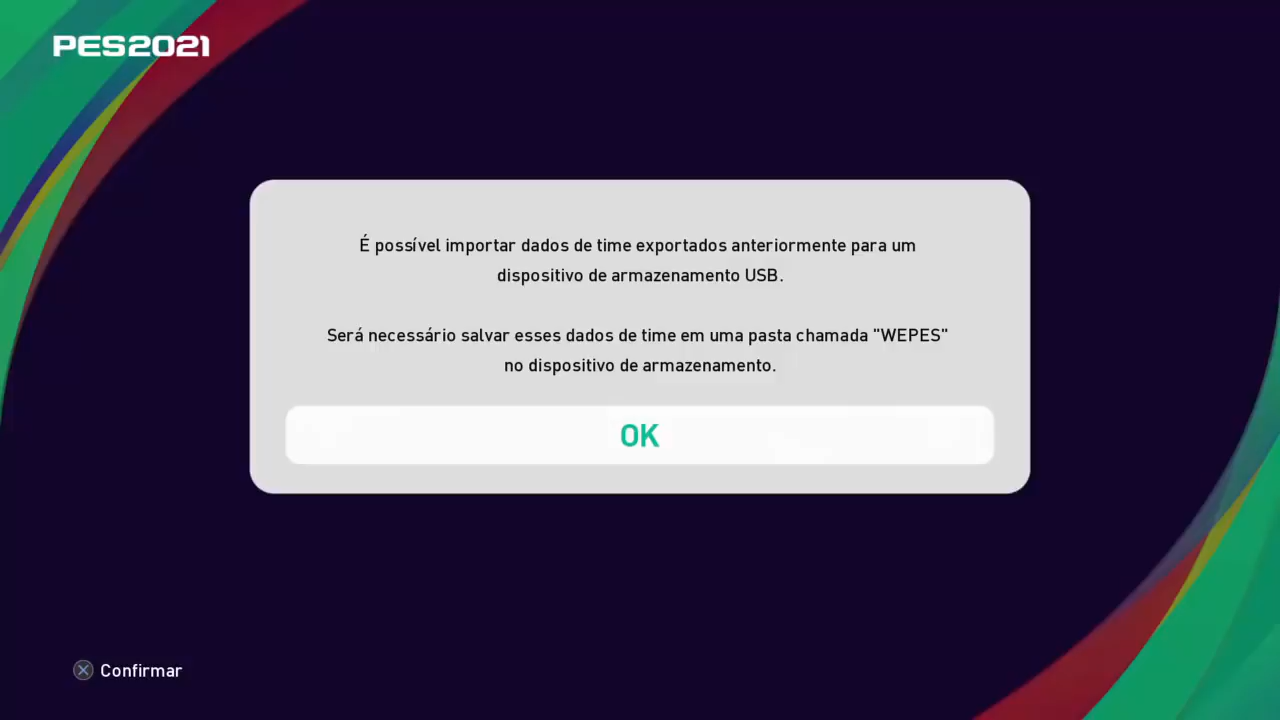 PES2021
É possível importar dados de time exportados anteriormente para um
dispositivo de armazenamento USB.
Será necessário salvar esses dados de time em uma pasta chamada "WEPES"
no dispositivo de armazenamento.
OK
Confirmar